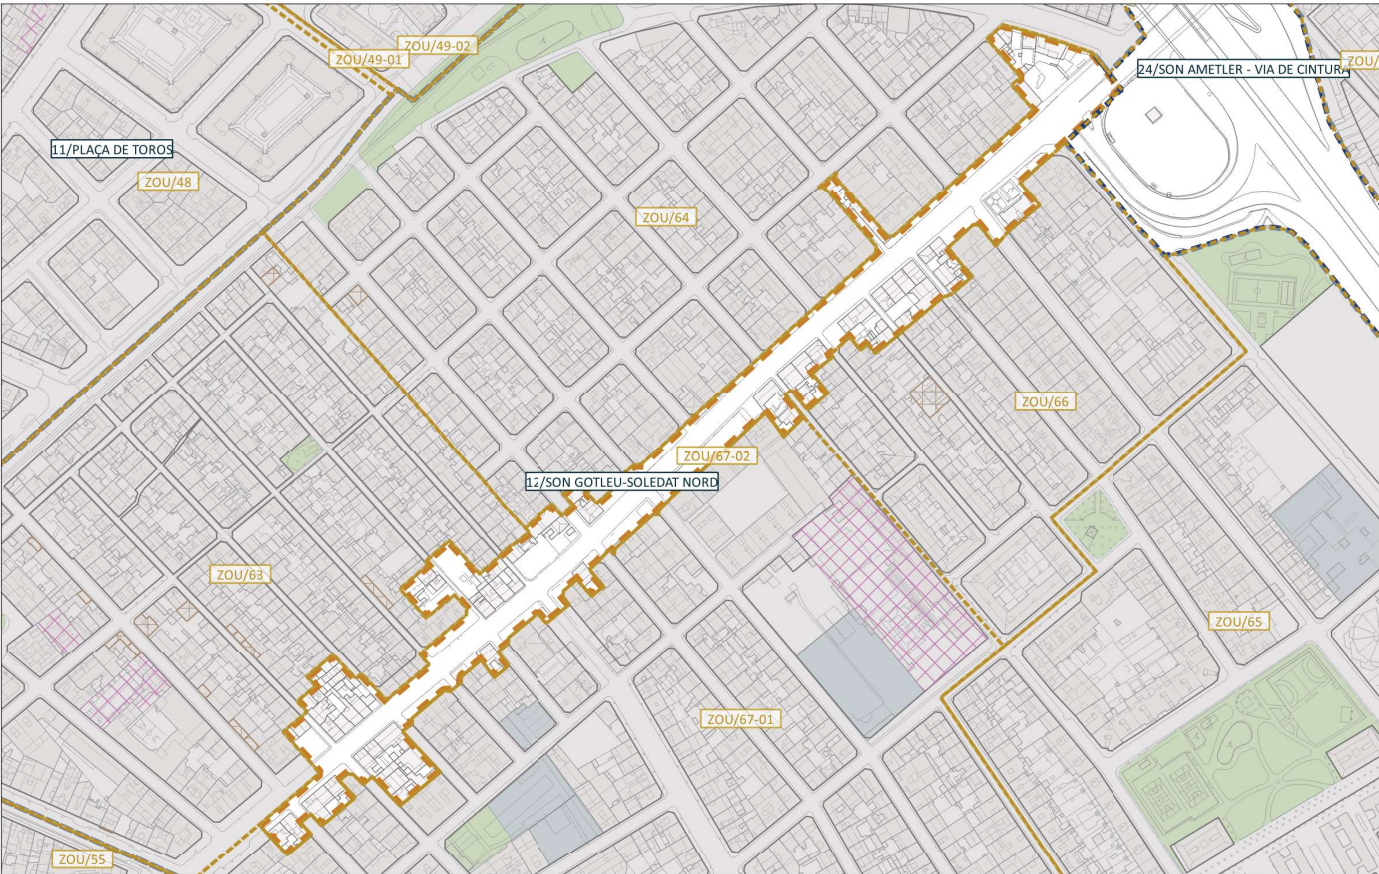 ZOU/49-02
ZOU/49-01
24/SON AMETLER - VIA DE CINTURA
ZOU/
11/PLAÇA DE TOROS
ZOU/48
ZOU/64
ZOU/66
ZOU/67-02
12/SON GOTLEU-SOLEDAT NORD
ZOU/63
ZOU/65
ZOU/67-01
ZOU/55